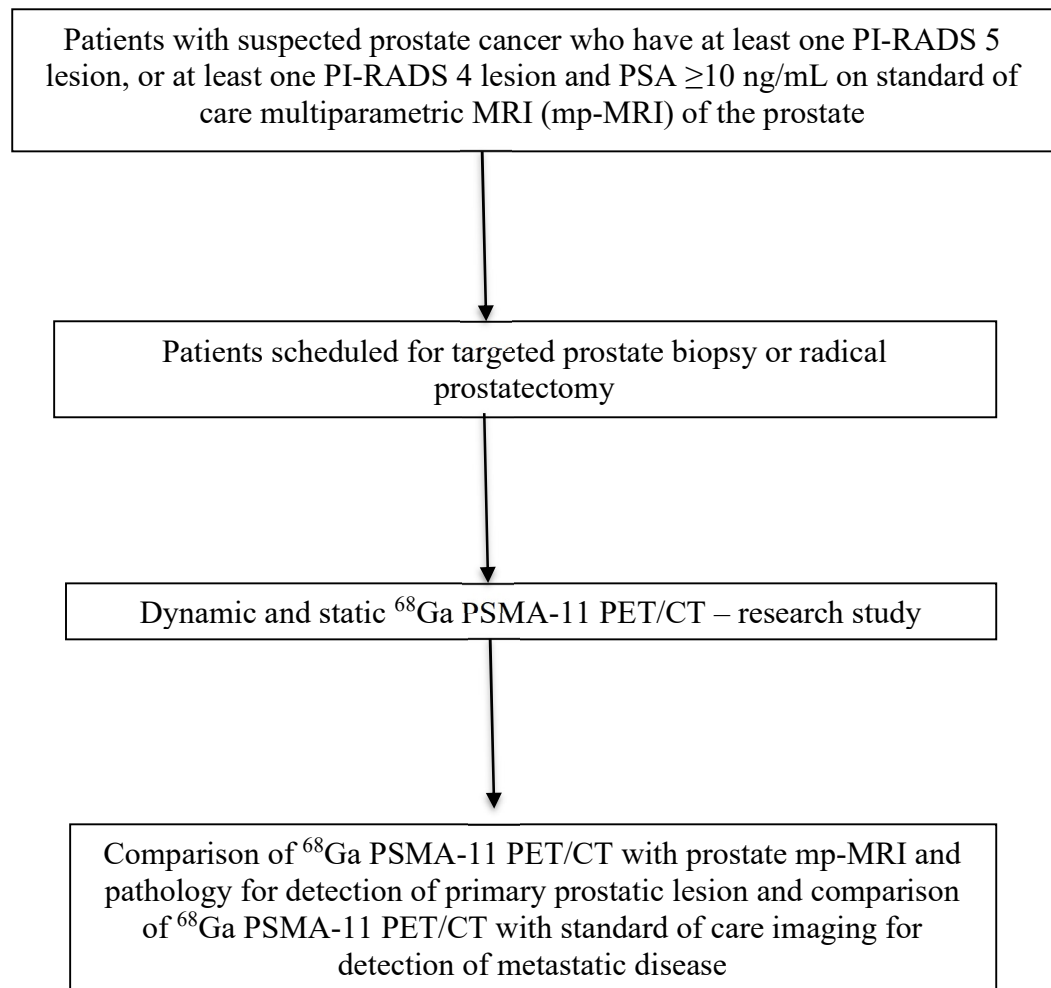 Patients with suspected prostate cancer who have at least one PI-RADS 5
lesion, or at least one PI-RADS 4 lesion and PSA ≥10 ng/mL on standard of
care multiparametric MRI (mp-MRI) of the prostate
Patients scheduled for targeted prostate biopsy or radical
prostatectomy
Dynamic and static ⁶⁸Ga PSMA-11 PET/CT – research study
Comparison of ⁶⁸Ga PSMA-11 PET/CT with prostate mp-MRI and
pathology for detection of primary prostatic lesion and comparison
of ⁶⁸Ga PSMA-11 PET/CT with standard of care imaging for
detection of metastatic disease